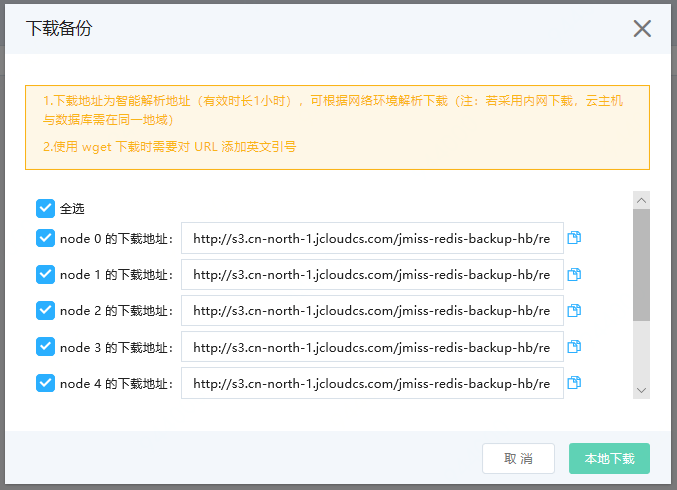 下载备份
1.下载地址为智能解析地址（有效时长1小时），可根据网络环境解析下载（注：若采用内网下载，云主机
与数据库需在同一地域）
2.使用 wget 下载时需要对 URL 添加英文引号
全选
node 0 的下载地址： http://s3.cn-north-1.jcloudcs.com/jmiss-redis-backup-hb/re
node 1 的下载地址： http://s3.cn-north-1.jcloudcs.com/jmiss-redis-backup-hb/re
node 2 的下载地址： http://s3.cn-north-1.jcloudcs.com/jmiss-redis-backup-hb/re
node 3 的下载地址： http://s3.cn-north-1.jcloudcs.com/jmiss-redis-backup-hb/re
node 4 的下载地址： http://s3.cn-north-1.jcloudcs.com/jmiss-redis-backup-hb/re
取 消 本地下载